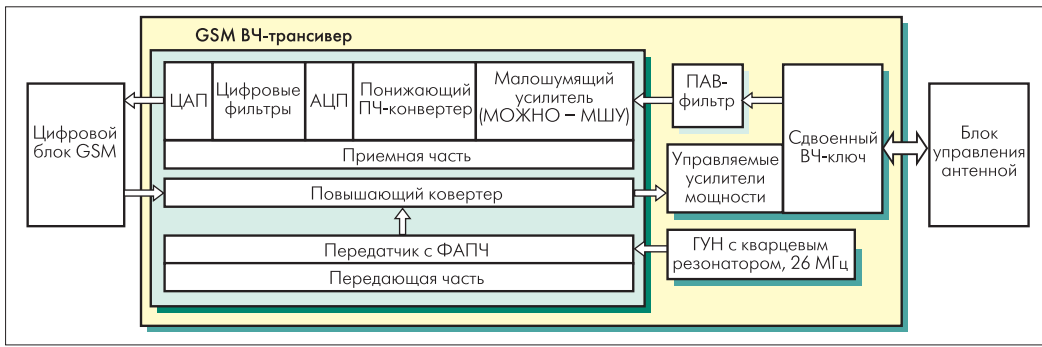 GSM ВЧ-трансивер
Цифровой
блок GSM
ЦАП
Цифровые
фильтры
АЦП
Понижающий
ПЧ-конвертер
Малошумящий
усилитель
(МОЖНО – МШУ)
Приемная часть
ПАВ-
фильтр
Сдвоенный
ВЧ-ключ
Блок
управления
антенной
Повышающий ковертер
Управляемые
усилители
мощности
Передатчик с ФАПЧ
Передающая часть
ГУН с кварцевым
резонатором, 26 МГц